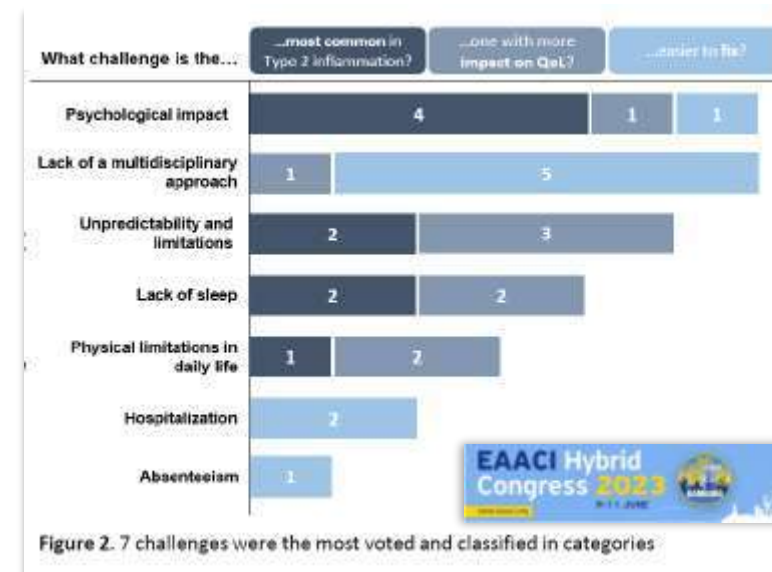 What challenge is the...
...most common in
Type 2 inflammation?
...one with more
impact on QoL?
...easier to fix?
Psychological impact
4
1
1
Lack of a multidisciplinary
approach
1
5
Unpredictability and
limitations
2
3
Lack of sleep
2
2
Physical limitations in
daily life
1
2
Hospitalization
2
Absenteeism
1
EAACI Hybrid
Congress 2023
9-11 JUNE
Figure 2. 7 challenges were the most voted and classified in categories